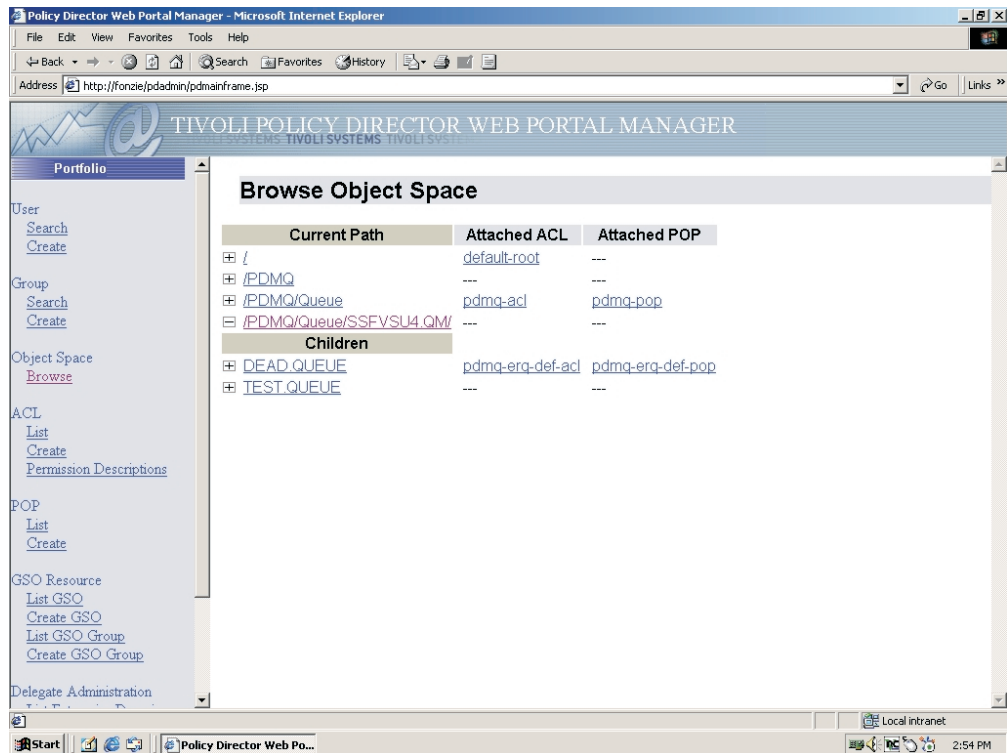 Policy Director Web Portal Manager - Microsoft Internet Explorer
File Edit View Favorites Tools Help
Back Search Favorites History
Address http://fonzie/pdadmin/pdmainframe.jsp Go Links »
TIVOLI POLICY DIRECTOR WEB PORTAL MANAGER
TIVOLI SYSTEMS
Portfolio
User
Search
Create
Group
Search
Create
Object Space
Browse
ACL
List
Create
Permission Descriptions
POP
List
Create
GSO Resource
List GSO
Create GSO
List GSO Group
Create GSO Group
Delegate Administration
Browse Object Space
Current Path Attached ACL Attached POP
/ default-root ---
/PDMQ --- ---
/PDMQ/Queue pdmq-acl pdmq-pop
/PDMQ/Queue/SSFVSU4.QM/ --- ---
Children
DEAD.QUEUE pdmq-erq-def-acl pdmq-erq-def-pop
TEST.QUEUE --- ---
Local intranet
Start Policy Director Web Po... 2:54 PM